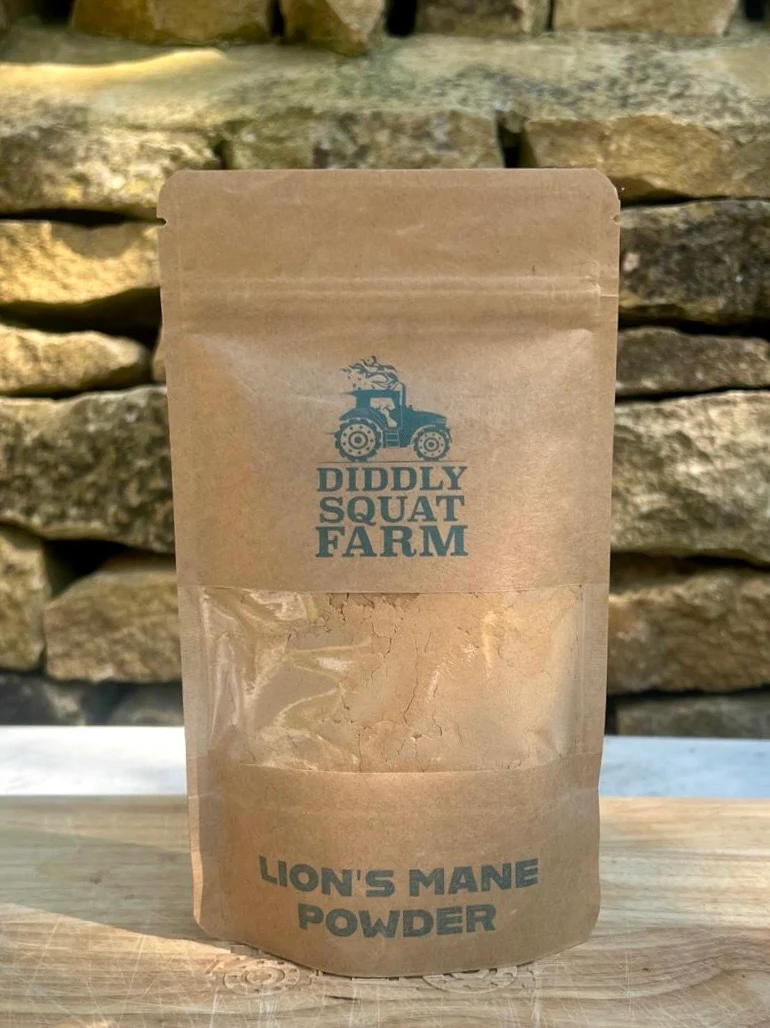 DIDDLY
SQUAT
FARM
LION'S MANE
POWDER